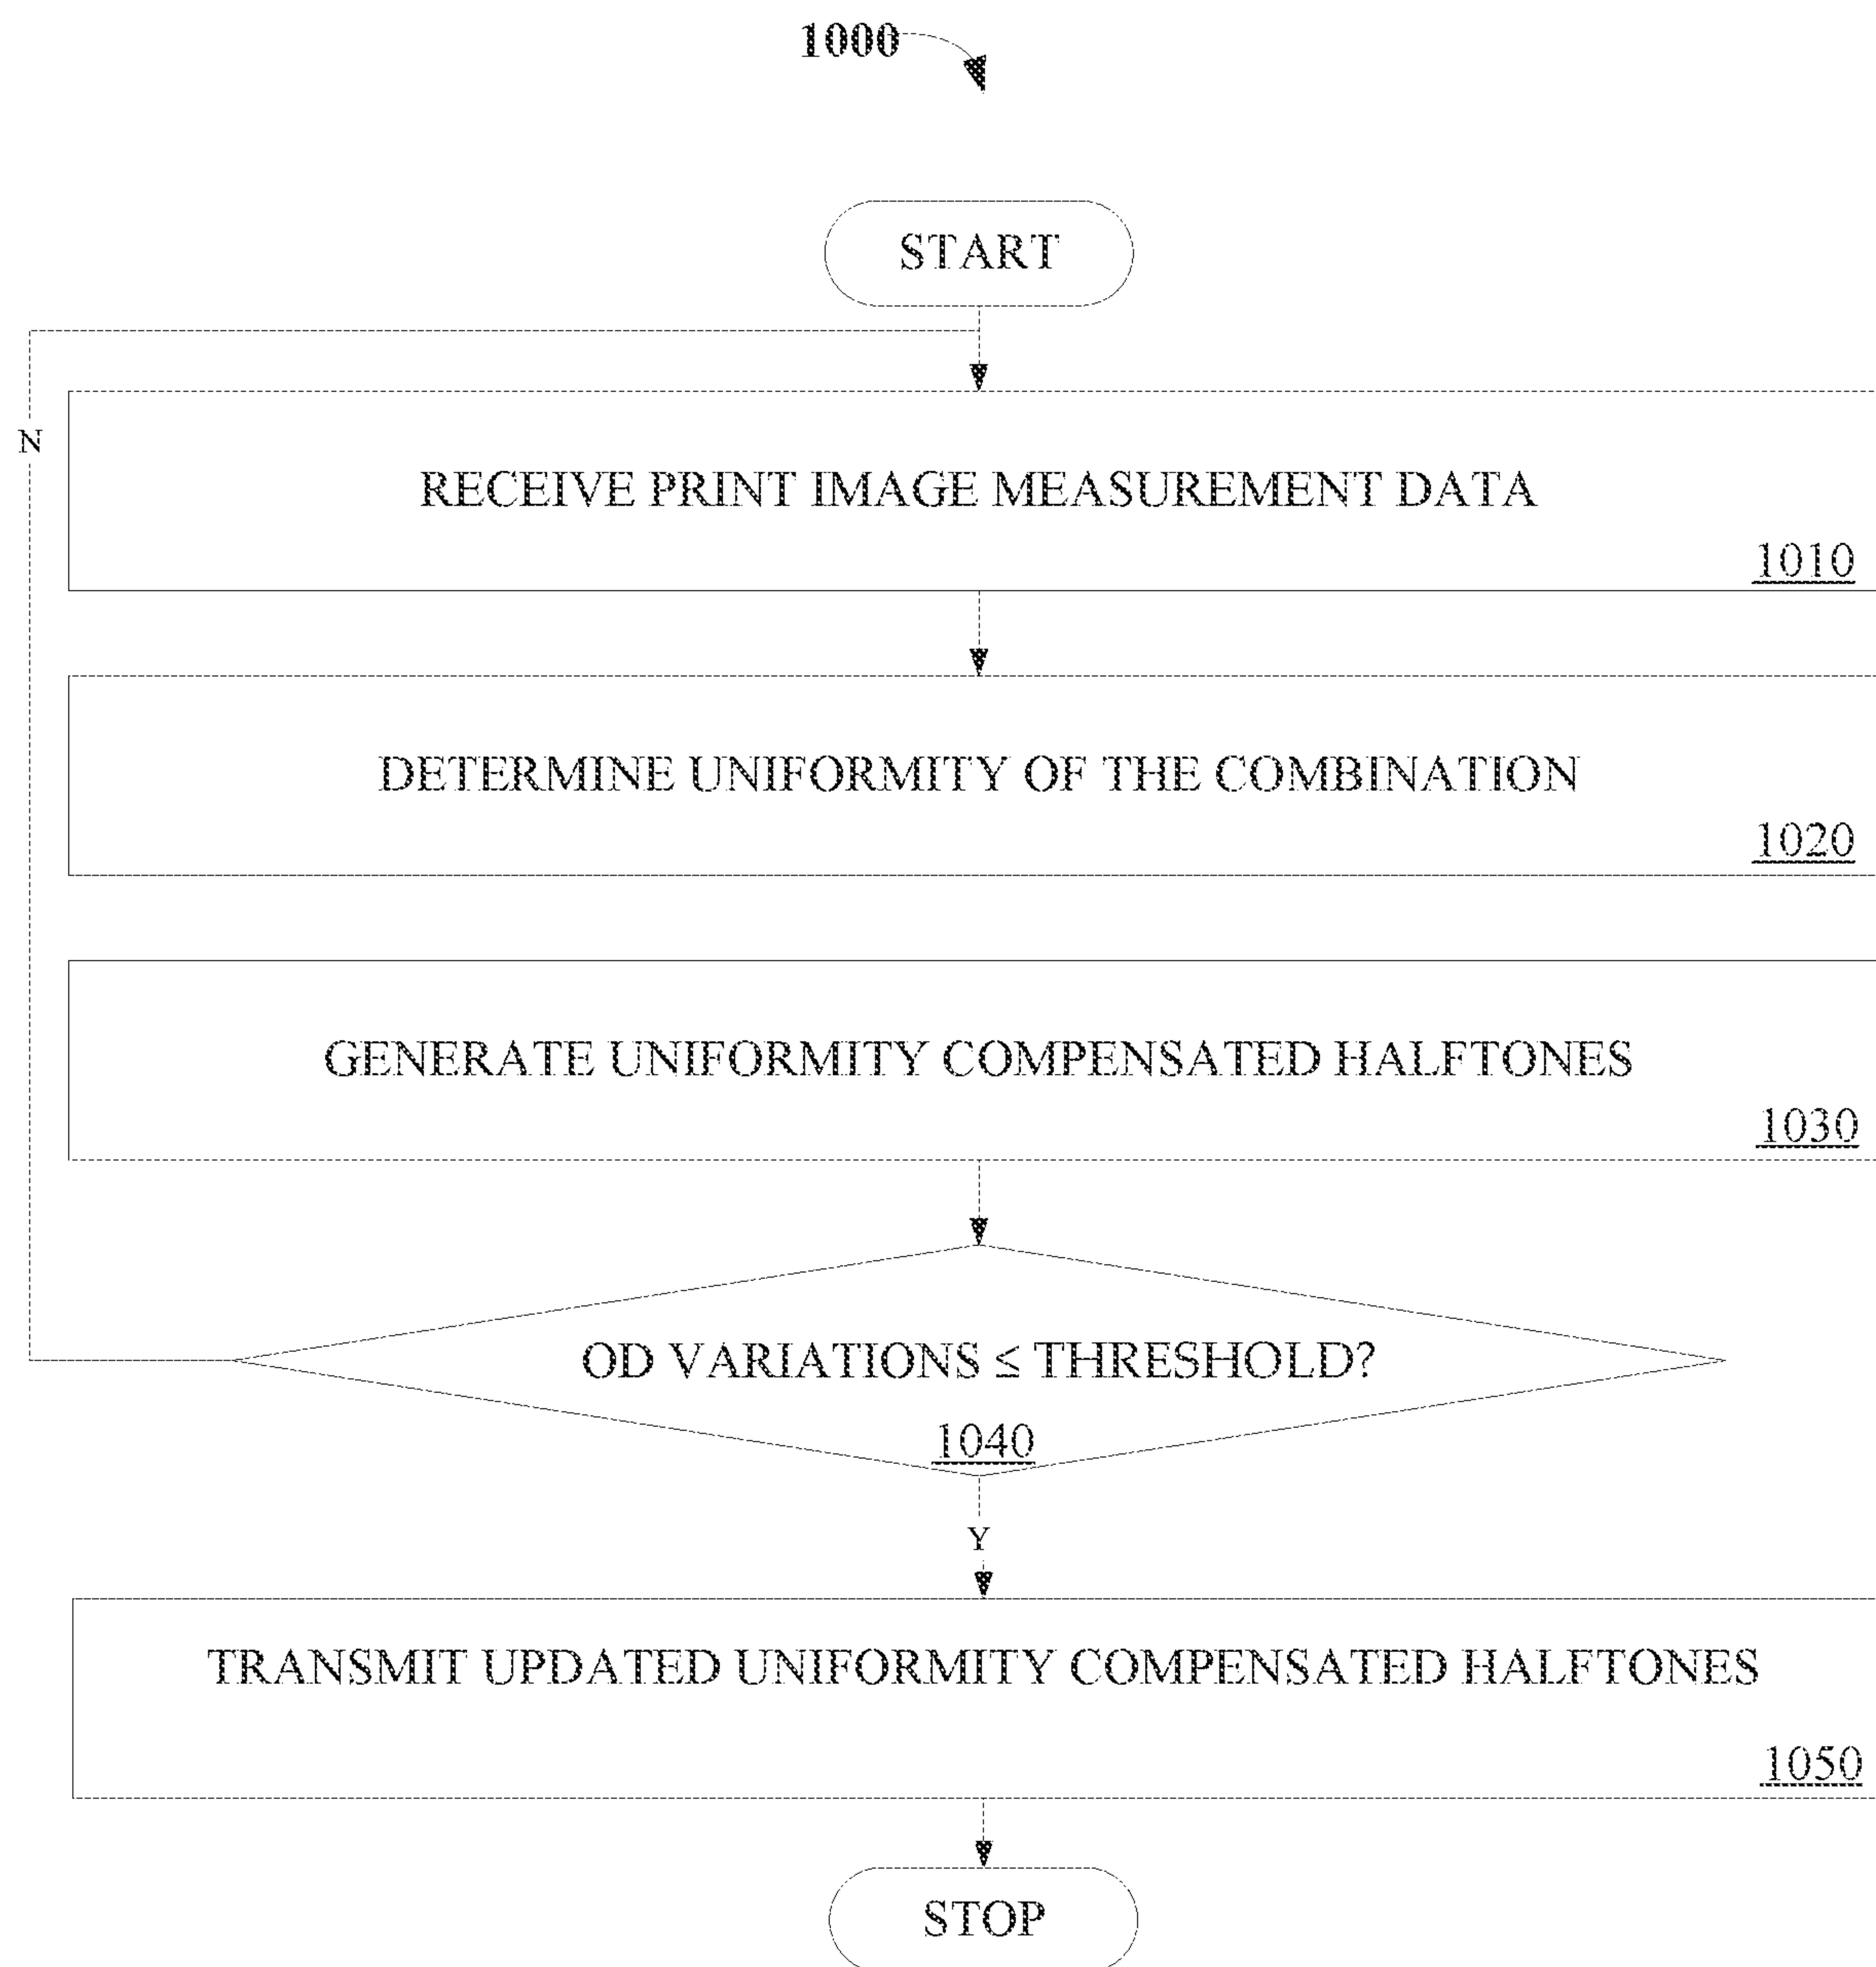 1000
START
N
RECEIVE PRINT IMAGE MEASUREMENT DATA
1010
DETERMINE UNIFORMITY OF THE COMBINATION
1020
GENERATE UNIFORMITY COMPENSATED HALFTONES
1030
OD VARIATIONS ≤ THRESHOLD?
1040
Y
TRANSMIT UPDATED UNIFORMITY COMPENSATED HALFTONES
1050
STOP